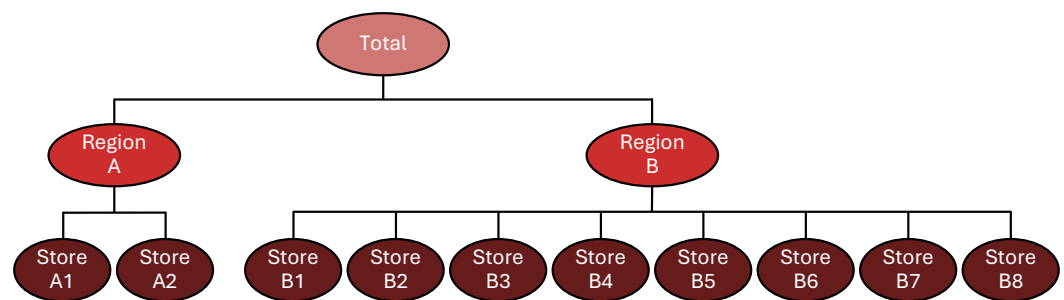 Total
Region
A
Region
B
Store
A1
Store
A2
Store
B1
Store
B2
Store
B3
Store
B4
Store
B5
Store
B6
Store
B7
Store
B8